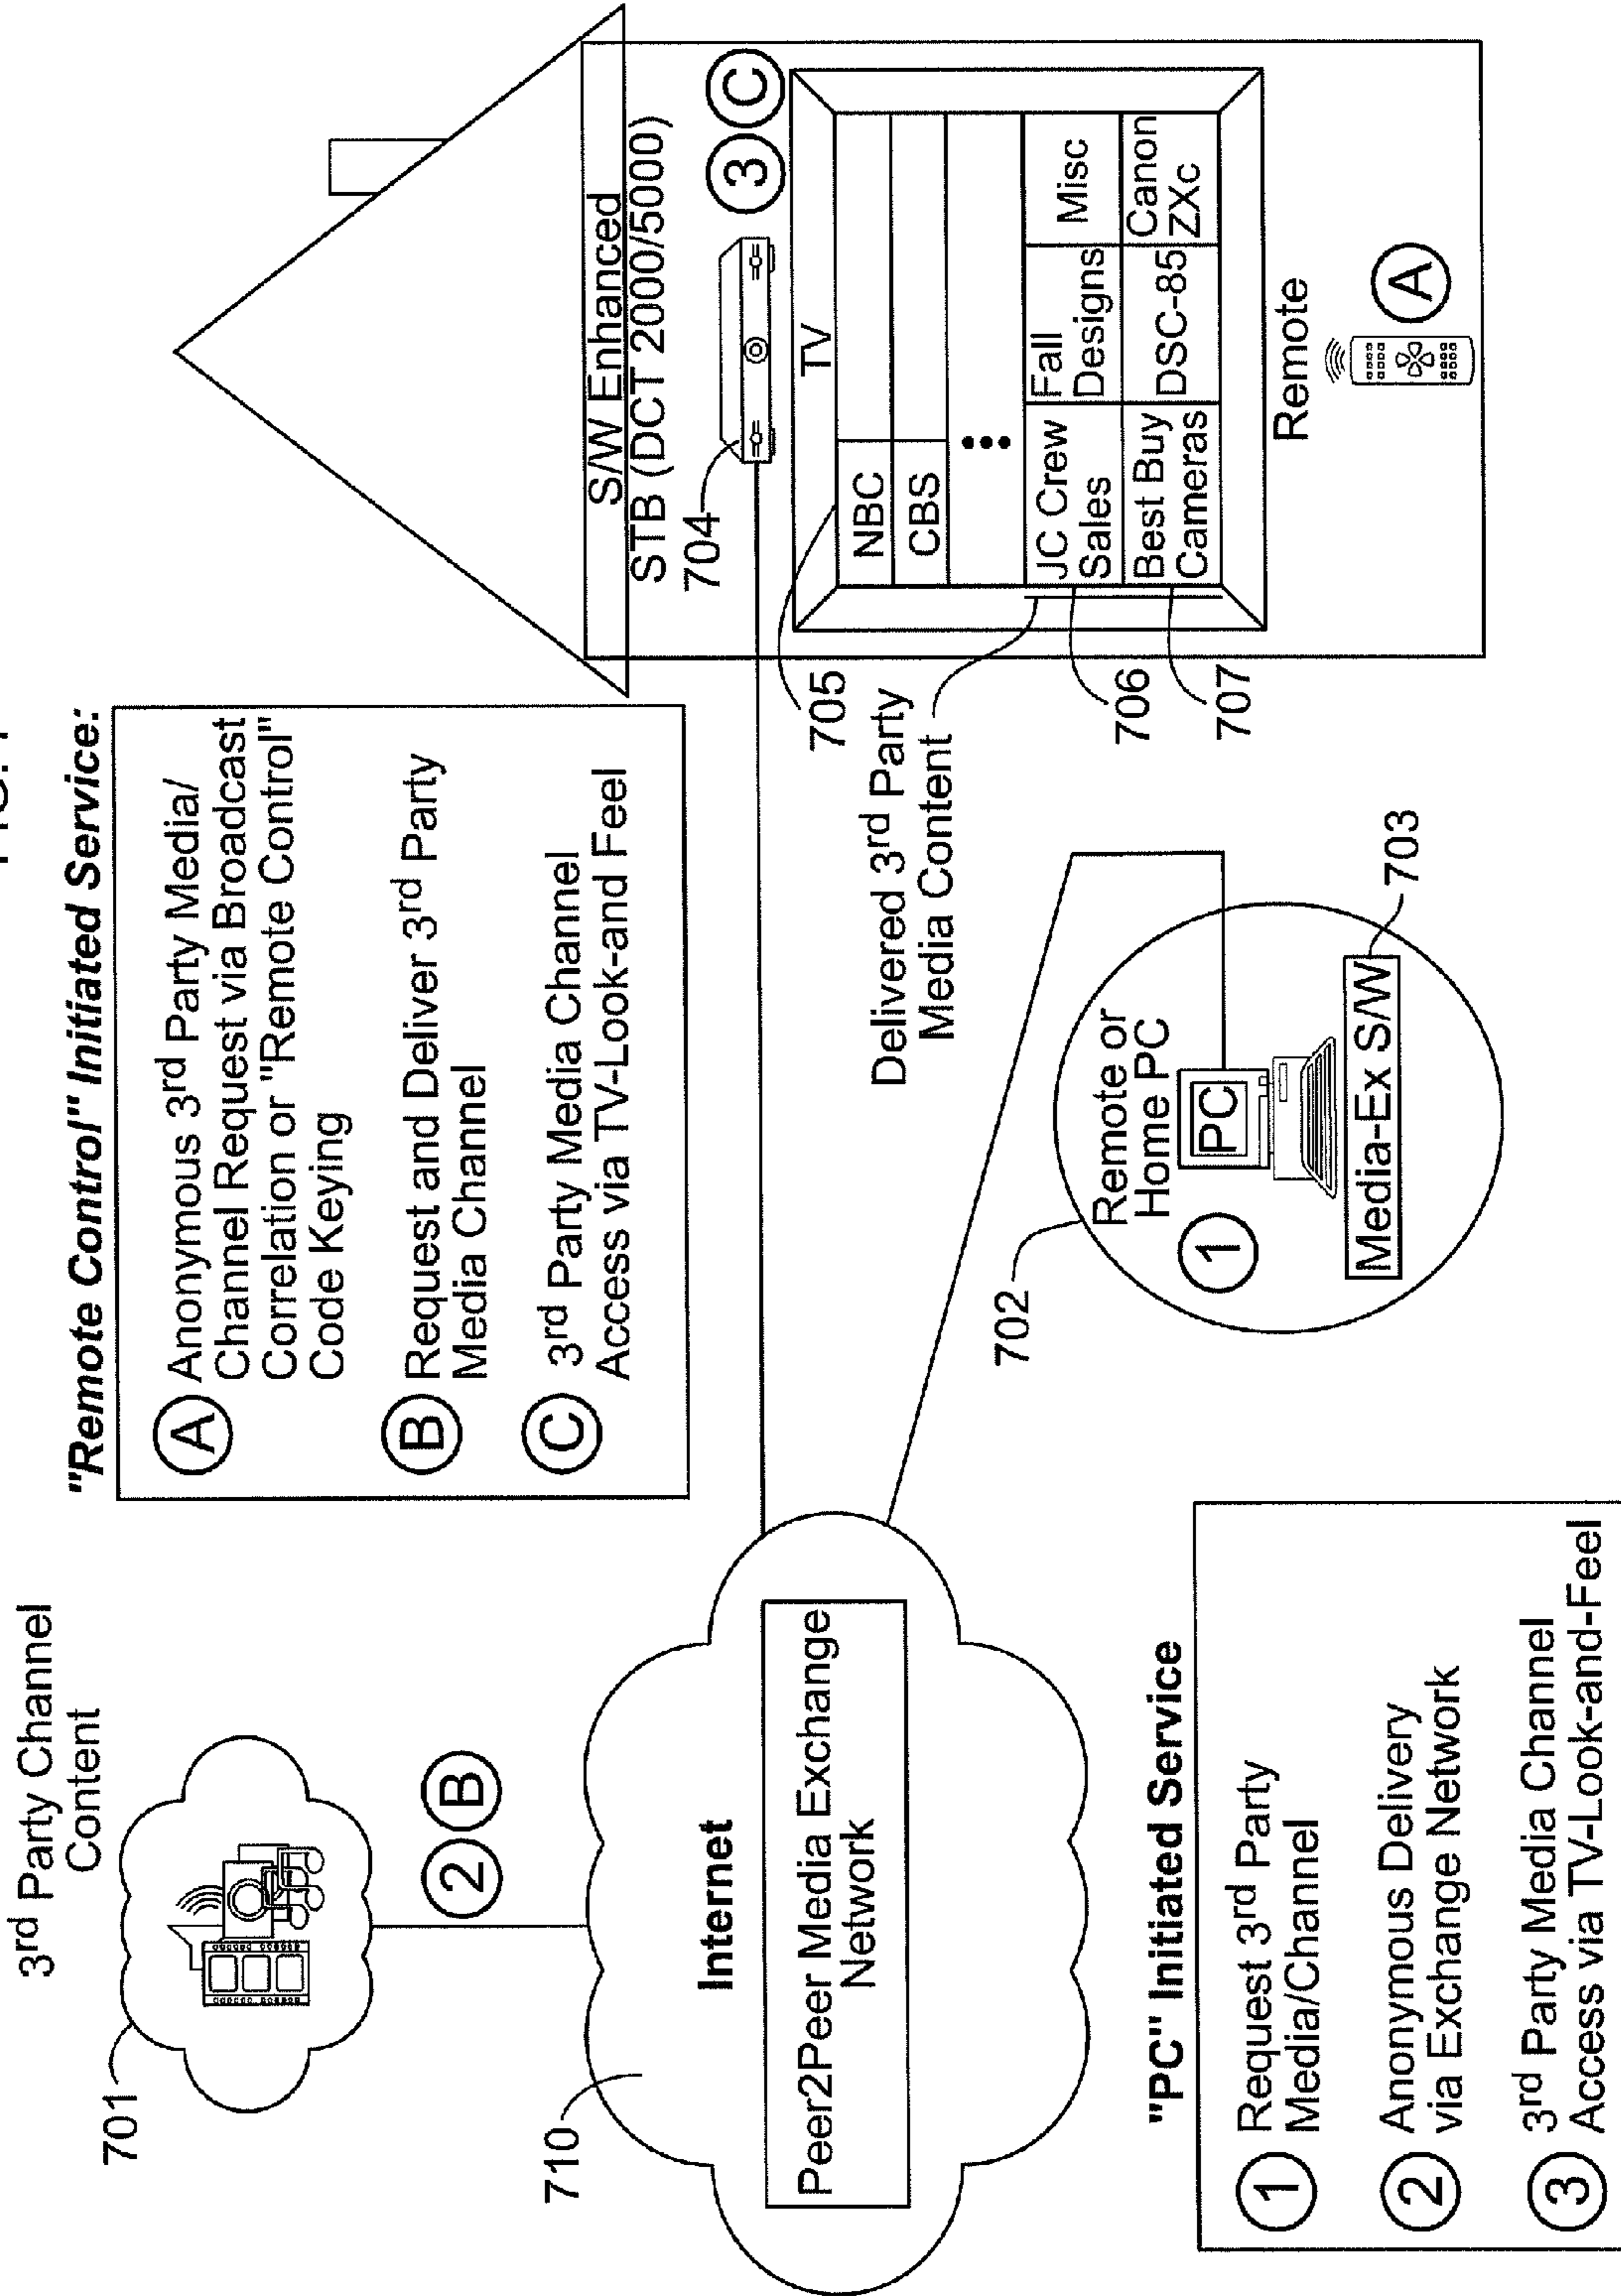 "Remote Control" Initiated Service:
A Anonymous 3rd Party Media/
Channel Request via Broadcast
Correlation or "Remote Control"
Code Keying
B Request and Deliver 3rd Party
Media Channel
C 3rd Party Media Channel
Access via TV-Look-and Feel
3rd Party Channel
Content
701
2 B
710
Internet
Peer2Peer Media Exchange
Network
"PC" Initiated Service
1 Request 3rd Party
Media/Channel
2 Anonymous Delivery
via Exchange Network
3 3rd Party Media Channel
Access via TV-Look-and-Feel
702
Remote or
Home PC
1
PC
Media-Ex S/W
703
Delivered 3rd Party
Media Content
S/W Enhanced
STB (DCT 2000/5000)
704
3 C
TV
705
NBC
CBS
JC Crew
Sales
Fall
Designs
Misc
Best Buy
Cameras
DSC-85
Canon
ZXc
706
707
Remote
A